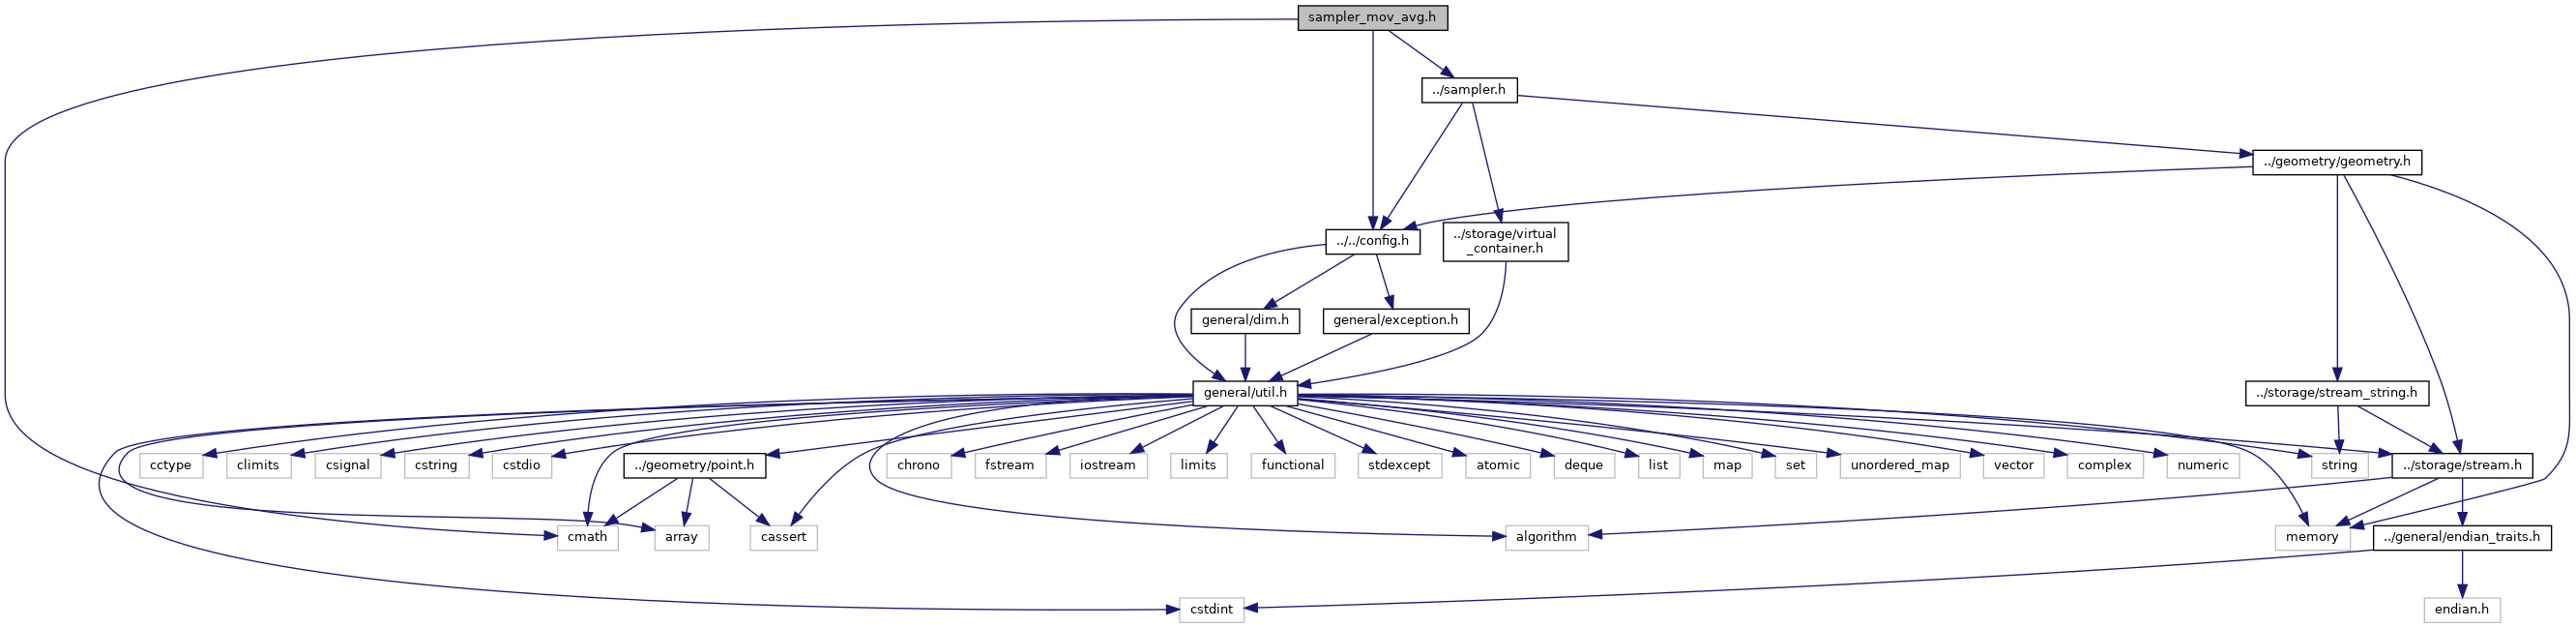 sampler_mov_avg.h
../sampler.h
../geometry/geometry.h
../../config.h
../storage/virtual
_container.h
general/dim.h
general/exception.h
general/util.h
../storage/stream_string.h
cctype
climits
csignal
cstring
cstdio
../geometry/point.h
chrono
fstream
iostream
limits
functional
stdexcept
atomic
deque
list
map
set
unordered_map
vector
complex
numeric
string
../storage/stream.h
cmath
array
cassert
algorithm
memory
../general/endian_traits.h
cstdint
endian.h